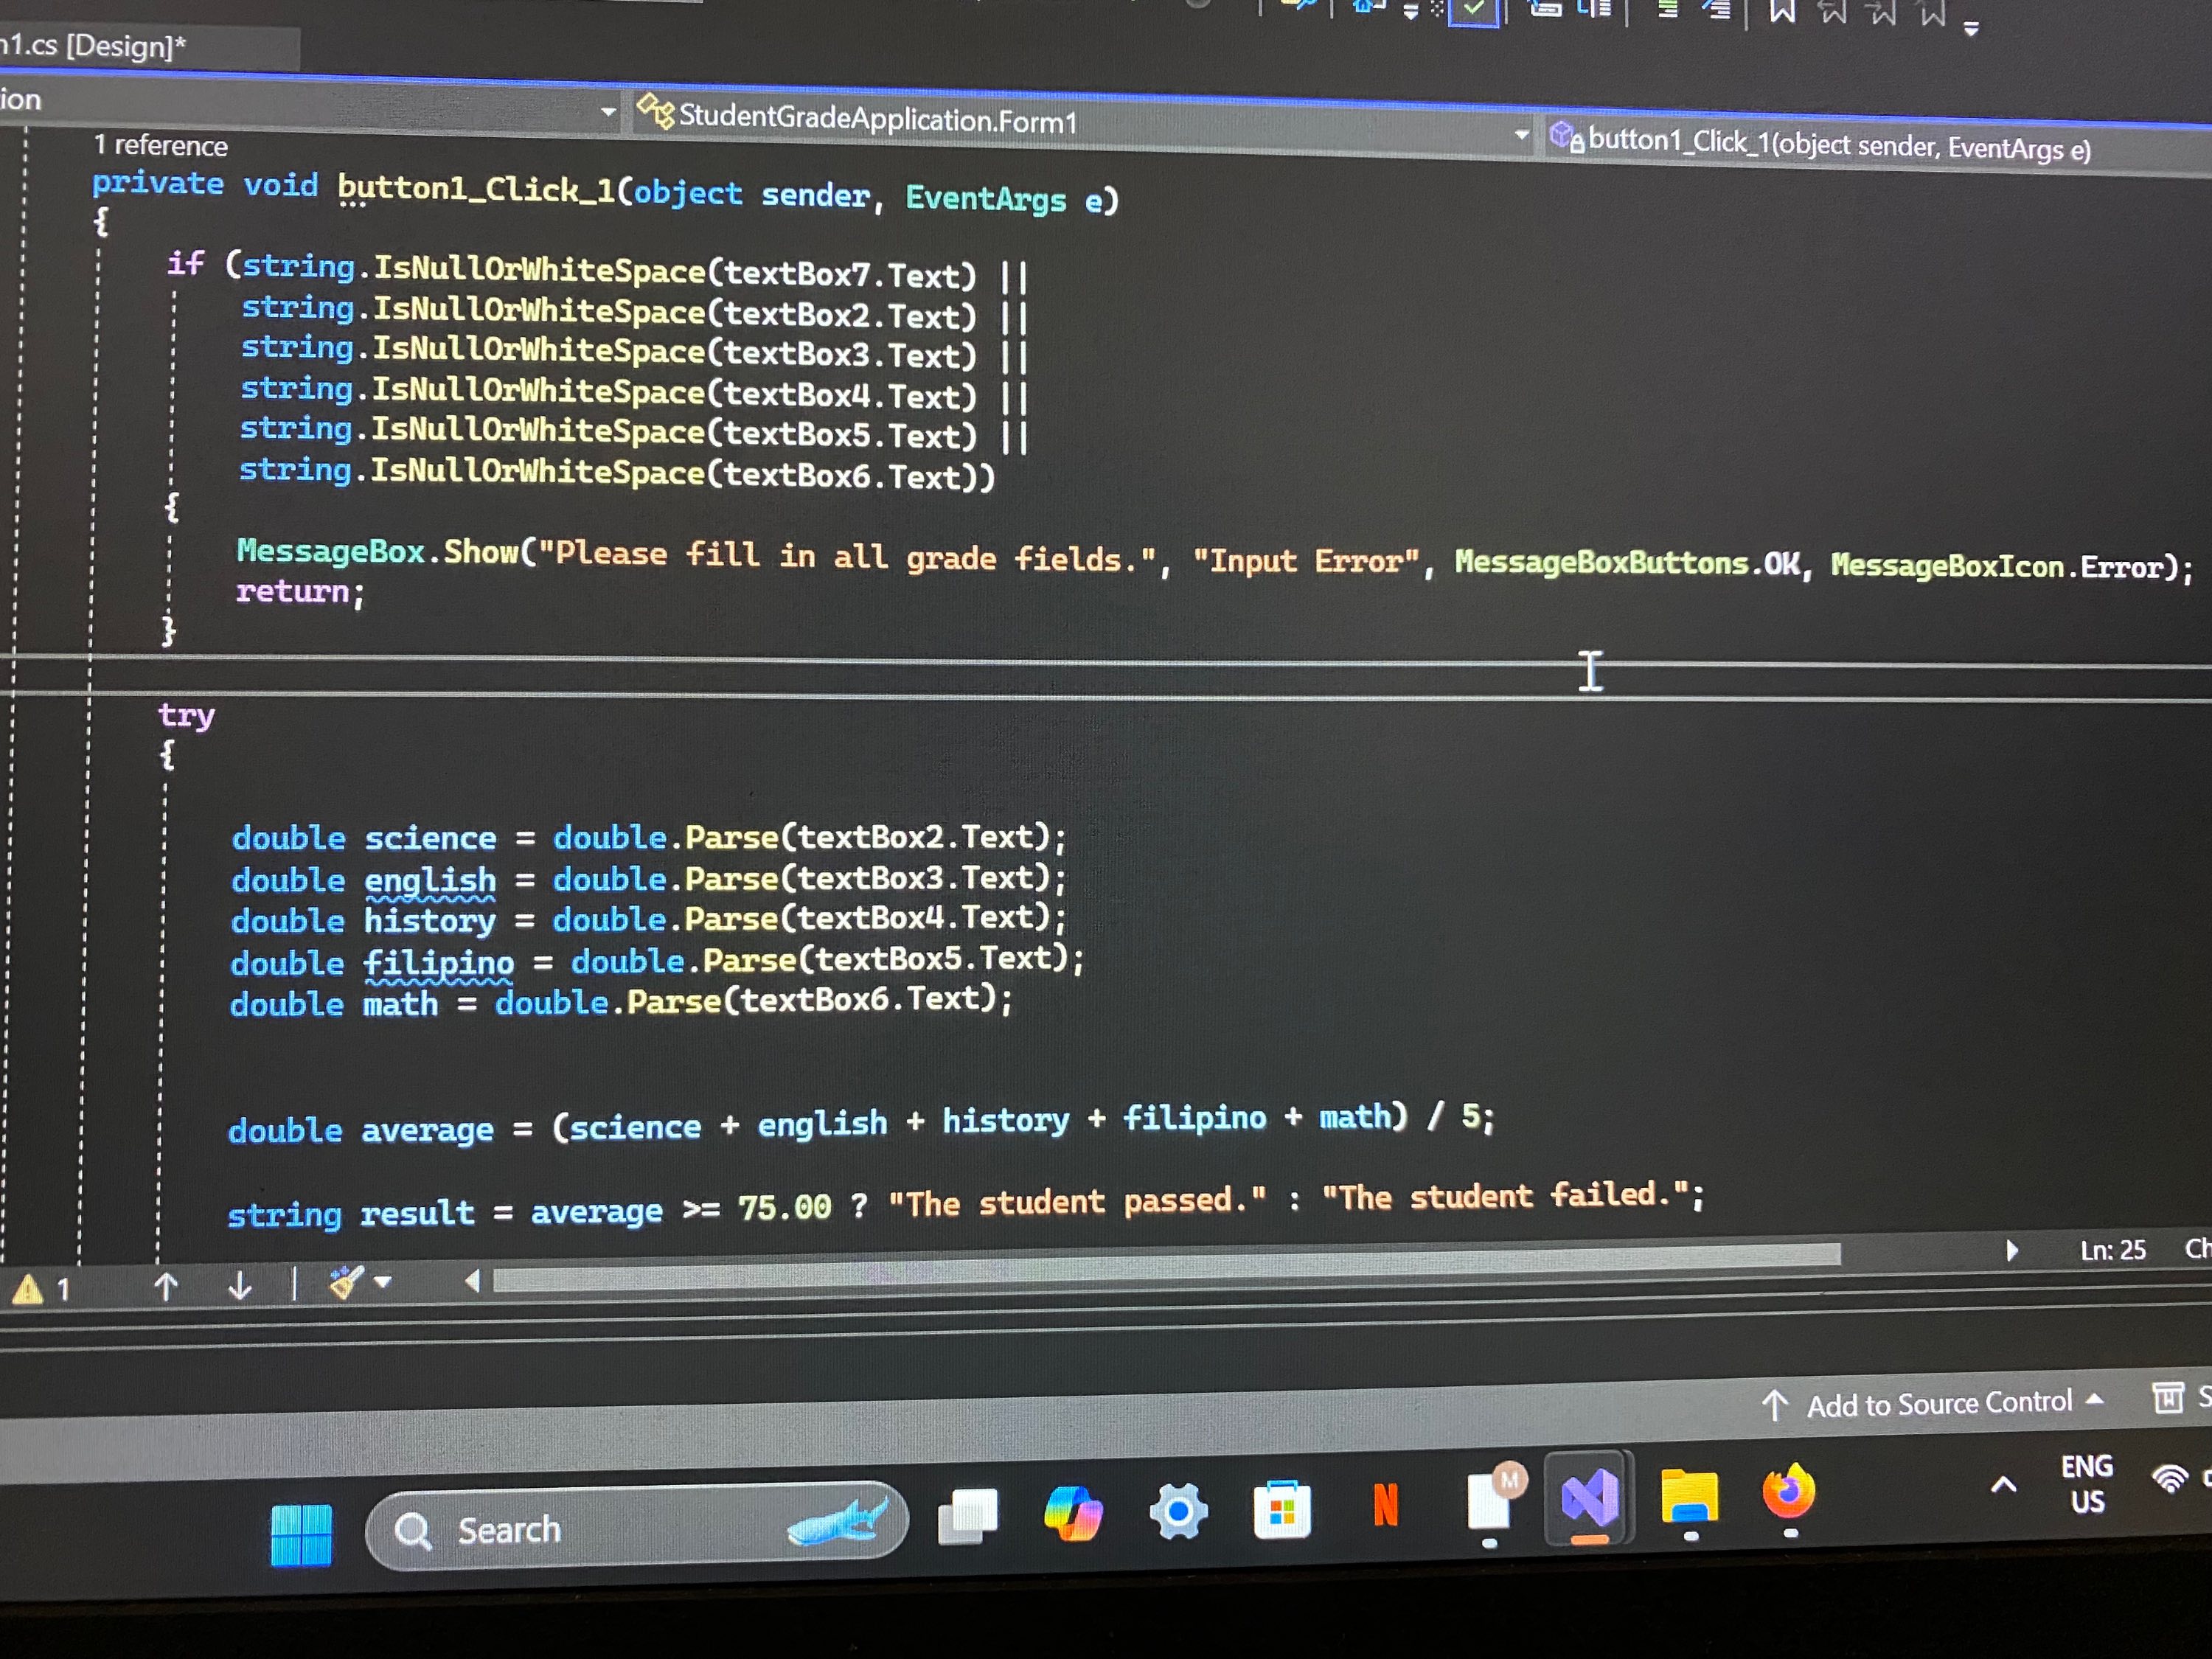 n1.cs [Design]*
ion
StudentGradeApplication.Form1
button1_Click_1(object sender, EventArgs e)
1 reference
private void button1_Click_1(object sender, EventArgs e)
{
if (string.IsNullOrWhiteSpace(textBox7.Text) ||
string.IsNullOrWhiteSpace(textBox2.Text) ||
string.IsNullOrWhiteSpace(textBox3.Text) ||
string.IsNullOrWhiteSpace(textBox4.Text) ||
string.IsNullOrWhiteSpace(textBox5.Text) ||
string.IsNullOrWhiteSpace(textBox6.Text))
{
MessageBox.Show("Please fill in all grade fields.", "Input Error", MessageBoxButtons.OK, MessageBoxIcon.Error);
return;
}
try
{
double science = double.Parse(textBox2.Text);
double english = double.Parse(textBox3.Text);
double history = double.Parse(textBox4.Text);
double filipino = double.Parse(textBox5.Text);
double math = double.Parse(textBox6.Text);
double average = (science + english + history + filipino + math) / 5;
string result = average >= 75.00 ? "The student passed." : "The student failed.";
1
Ln: 25
Ch
Add to Source Control
S
Search
N
M
ENG
US